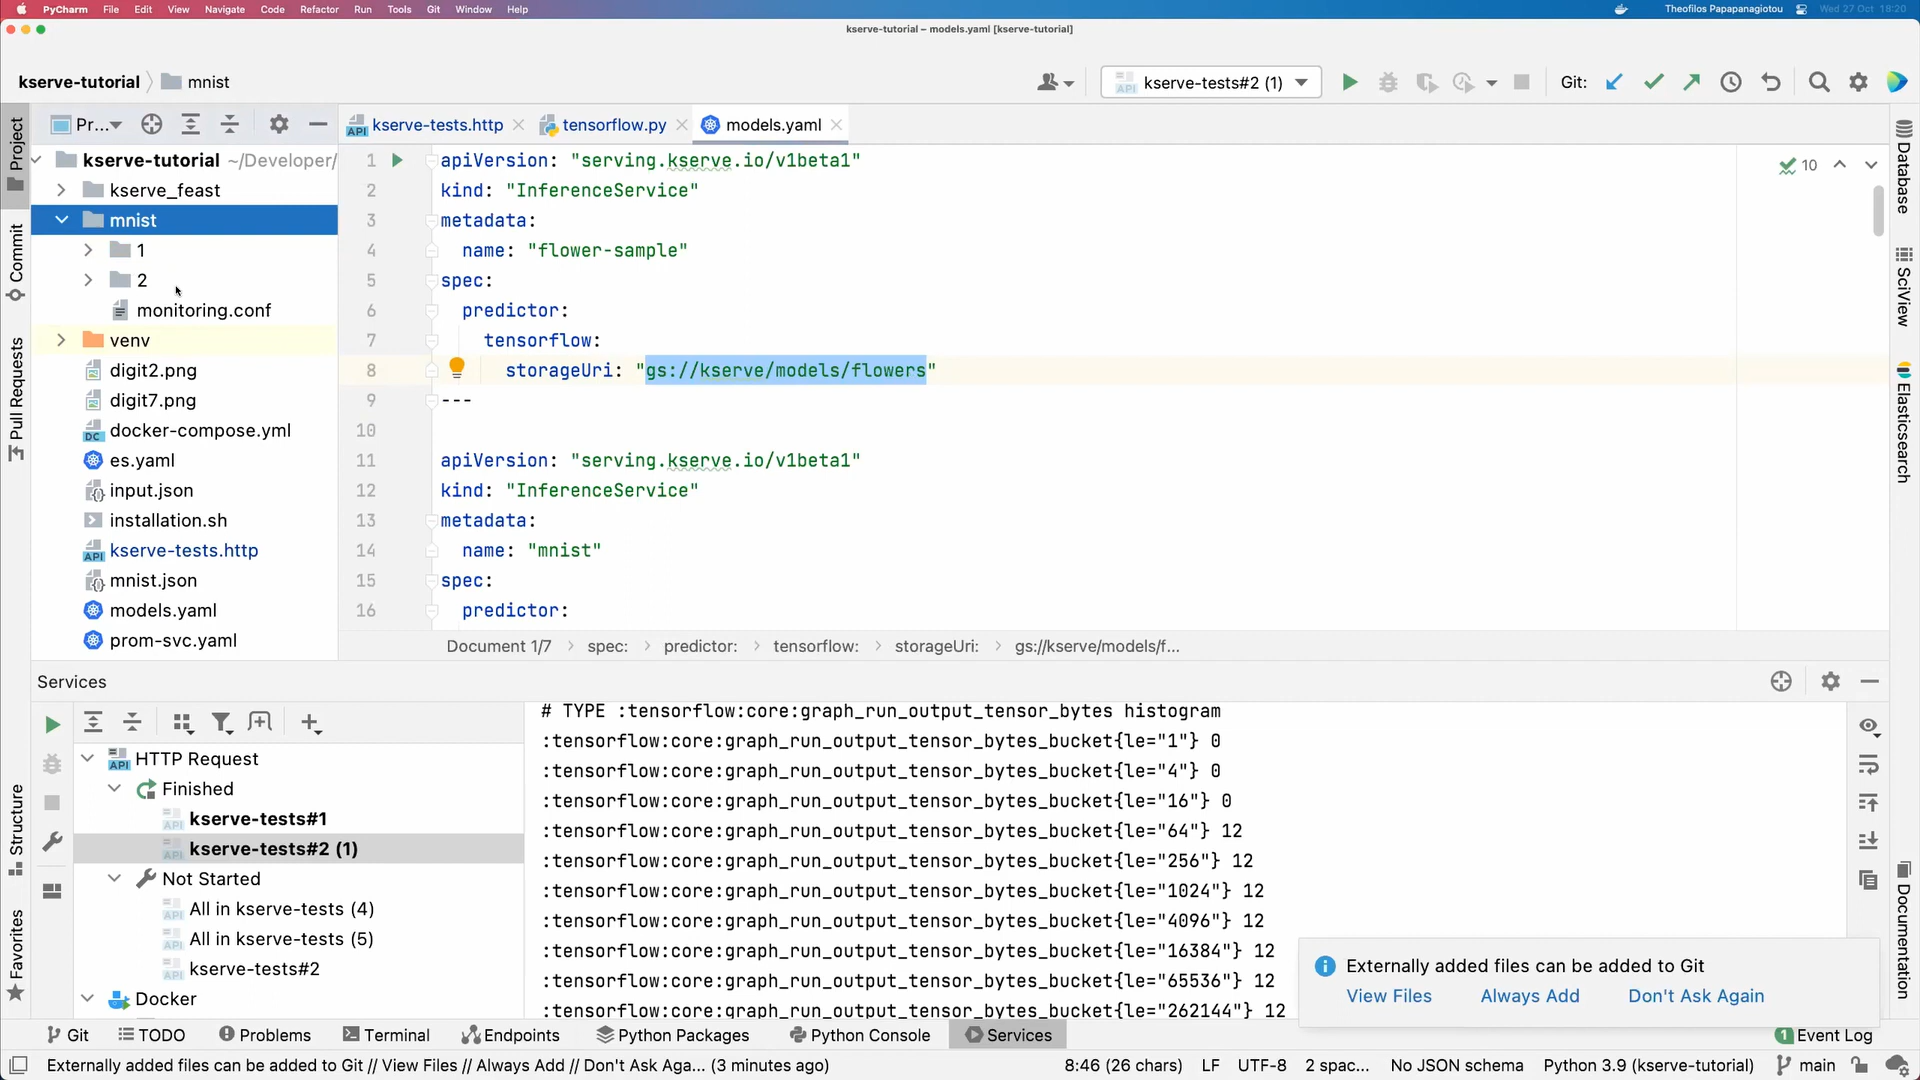 PyCharm File Edit View Navigate Code Refactor Run Tools Git Window Help Theofilos Papapanagiotou Wed 27 Oct 18:20
kserve-tutorial – models.yaml [kserve-tutorial]
kserve-tutorial mnist kserve-tests#2 (1) Git:
Pr... kserve-tests.http tensorflow.py models.yaml
Project
Commit
Pull Requests
Structure
Favorites
kserve-tutorial ~/Developer/
kserve_feast
mnist
1
2
monitoring.conf
venv
digit2.png
digit7.png
docker-compose.yml
es.yaml
input.json
installation.sh
kserve-tests.http
mnist.json
models.yaml
prom-svc.yaml
1 apiVersion: "serving.kserve.io/v1beta1"
2 kind: "InferenceService"
3 metadata:
4 name: "flower-sample"
5 spec:
6 predictor:
7 tensorflow:
8 storageUri: "gs://kserve/models/flowers"
9 ---
10
11 apiVersion: "serving.kserve.io/v1beta1"
12 kind: "InferenceService"
13 metadata:
14 name: "mnist"
15 spec:
16 predictor:
10
Database
SciView
Elasticsearch
Documentation
Document 1/7 spec: predictor: tensorflow: storageUri: gs://kserve/models/f...
Services
HTTP Request
Finished
kserve-tests#1
kserve-tests#2 (1)
Not Started
All in kserve-tests (4)
All in kserve-tests (5)
kserve-tests#2
Docker
# TYPE :tensorflow:core:graph_run_output_tensor_bytes histogram
:tensorflow:core:graph_run_output_tensor_bytes_bucket{le="1"} 0
:tensorflow:core:graph_run_output_tensor_bytes_bucket{le="4"} 0
:tensorflow:core:graph_run_output_tensor_bytes_bucket{le="16"} 0
:tensorflow:core:graph_run_output_tensor_bytes_bucket{le="64"} 12
:tensorflow:core:graph_run_output_tensor_bytes_bucket{le="256"} 12
:tensorflow:core:graph_run_output_tensor_bytes_bucket{le="1024"} 12
:tensorflow:core:graph_run_output_tensor_bytes_bucket{le="4096"} 12
:tensorflow:core:graph_run_output_tensor_bytes_bucket{le="16384"} 12
:tensorflow:core:graph_run_output_tensor_bytes_bucket{le="65536"} 12
:tensorflow:core:graph_run_output_tensor_bytes_bucket{le="262144"} 12
Externally added files can be added to Git
View Files Always Add Don't Ask Again
Git TODO Problems Terminal Endpoints Python Packages Python Console Services 1 Event Log
Externally added files can be added to Git // View Files // Always Add // Don't Ask Aga... (3 minutes ago) 8:46 (26 chars) LF UTF-8 2 spac... No JSON schema Python 3.9 (kserve-tutorial) main